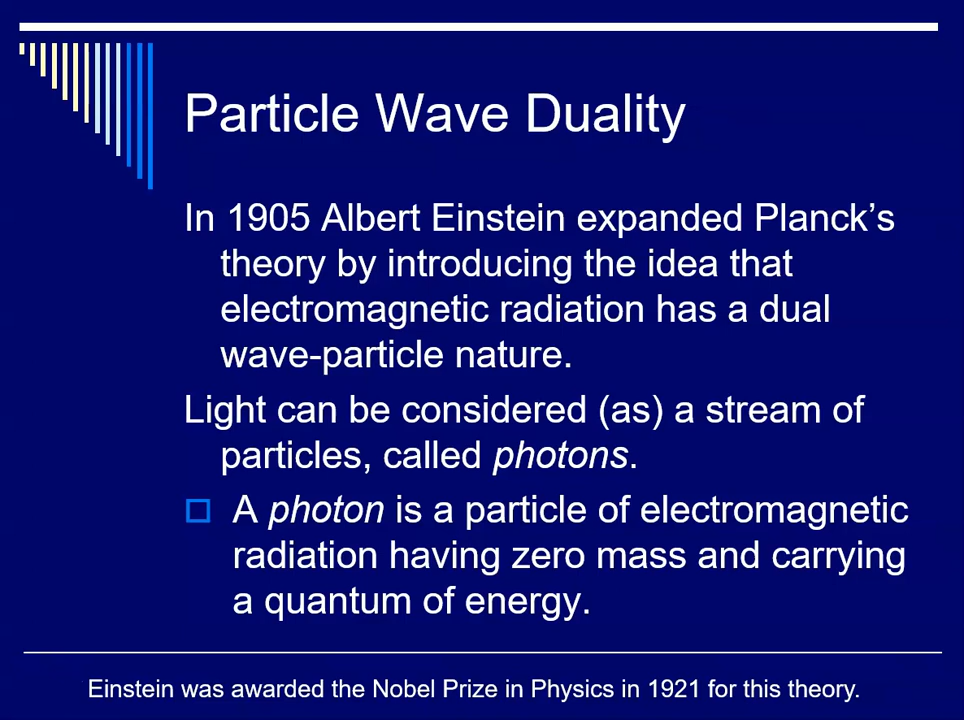 Particle Wave Duality
In 1905 Albert Einstein expanded Planck’s
theory by introducing the idea that
electromagnetic radiation has a dual
wave-particle nature.
Light can be considered (as) a stream of
particles, called photons.
A photon is a particle of electromagnetic
radiation having zero mass and carrying
a quantum of energy.
Einstein was awarded the Nobel Prize in Physics in 1921 for this theory.